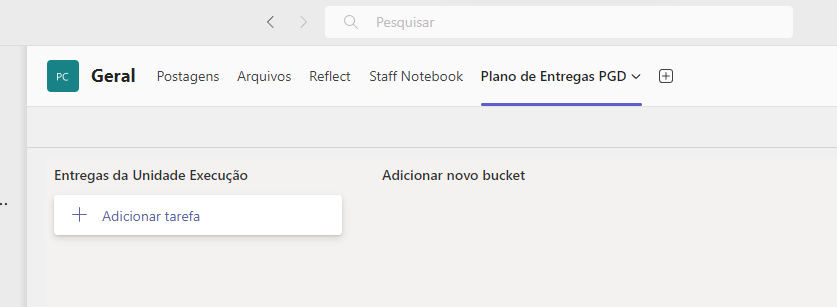 Pesquisar
PC Geral Postagens Arquivos Reflect Staff Notebook Plano de Entregas PGD
Entregas da Unidade Execução Adicionar novo bucket
Adicionar tarefa